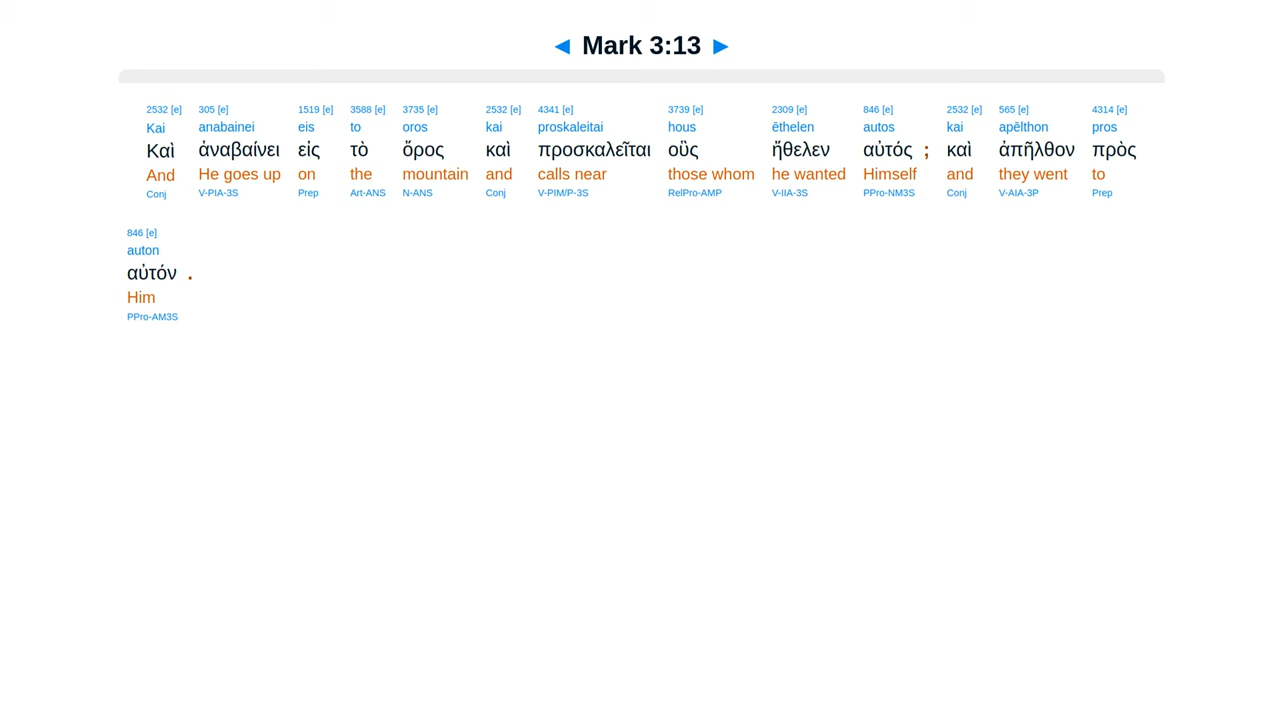 ◄ Mark 3:13 ►
2532 [e] 305 [e] 1519 [e] 3588 [e] 3735 [e] 2532 [e] 4341 [e] 3739 [e] 2309 [e] 846 [e] 2532 [e] 565 [e] 4314 [e]
Kai anabainei eis to oros kai proskaleitai hous ēthelen autos kai apēlthon pros
Καὶ ἀναβαίνει εἰς τὸ ὄρος καὶ προσκαλεῖται οὓς ἤθελεν αὐτός ; καὶ ἀπῆλθον πρὸς
And He goes up on the mountain and calls near those whom he wanted Himself and they went to
Conj V-PIA-3S Prep Art-ANS N-ANS Conj V-PIM/P-3S RelPro-AMP V-IIA-3S PPro-NM3S Conj V-AIA-3P Prep
846 [e]
auton
αὐτόν .
Him
PPro-AM3S